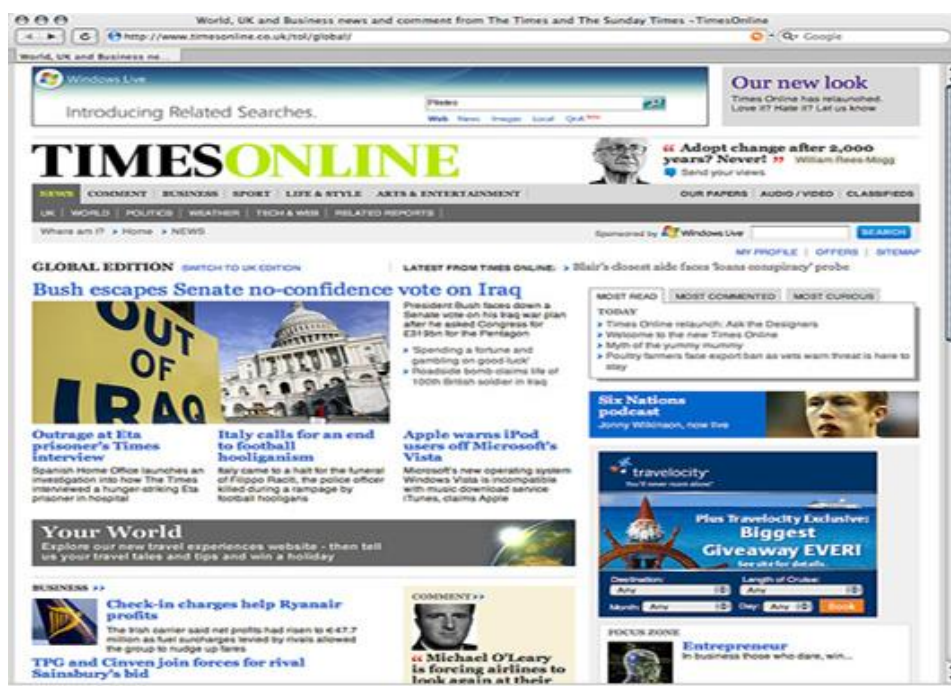 World, UK and Business news and comment from The Times and The Sunday Times - TimesOnline
http://www.timesonline.co.uk/tol/global/
Google
World, UK and Business ne...
Windows Live
Introducing Related Searches.
Web News Images Local QnA
Our new look
Times Online has relaunched.
Love it? Hate it? Let us know
TIMESONLINE
“ Adopt change after 2,000
years? Never! ” William Rees-Mogg
Send your views
NEWS COMMENT BUSINESS SPORT LIFE & STYLE ARTS & ENTERTAINMENT
OUR PAPERS AUDIO / VIDEO CLASSIFIEDS
UK WORLD POLITICS WEATHER TECH & WEB RELATED REPORTS
Where am I? Home NEWS
Sponsored by Windows Live SEARCH
MY PROFILE OFFERS SITEMAP
GLOBAL EDITION SWITCH TO UK EDITION
LATEST FROM TIMES ONLINE: Blair's closest aide faces 'loans conspiracy' probe
Bush escapes Senate no-confidence vote on Iraq
OUT
OF
IRAQ
President Bush faces down a
Senate vote on his Iraq war plan
after he asked Congress for
£319bn for the Pentagon
'Spending a fortune and
gambling on good luck'
Roadside bomb claims life of
100th British soldier in Iraq
MOST READ MOST COMMENTED MOST CURIOUS
TODAY
Times Online relaunch: Ask the Designers
Welcome to the new Times Online
Myth of the yummy mummy
Poultry farmers face export ban as vets warn threat is here to
stay
Six Nations
podcast
Jonny Wilkinson, now live
Outrage at Eta
prisoner's Times
interview
Spanish Home Office launches an
investigation into how The Times
interviewed a hunger-striking Eta
prisoner in hospital
Italy calls for an end
to football
hooliganism
Italy came to a halt for the funeral
of Filippo Raciti, the police officer
killed during a rampage by
football hooligans
Apple warns iPod
users off Microsoft's
Vista
Microsoft's new operating system
Windows Vista is incompatible
with music download service
iTunes, claims Apple
travelocity
You'll never roam alone
Plus Travelocity Exclusive:
Biggest
Giveaway EVER!
See site for details.
Destination: Length of Cruise:
Any Any
Month: Any Day: Any Book
Your World
Explore our new travel experiences website - then tell
us your travel tales and tips and win a holiday
BUSINESS >>
Check-in charges help Ryanair
profits
The Irish carrier said net profits had risen to €47.7
million as fuel surcharges levied by rivals allowed
the group to nudge up fares
TPG and Cinven join forces for rival
Sainsbury's bid
COMMENT >>
“ Michael O'Leary
is forcing airlines to
look again at their
FOCUS ZONE
Entrepreneur
In business those who dare, win...